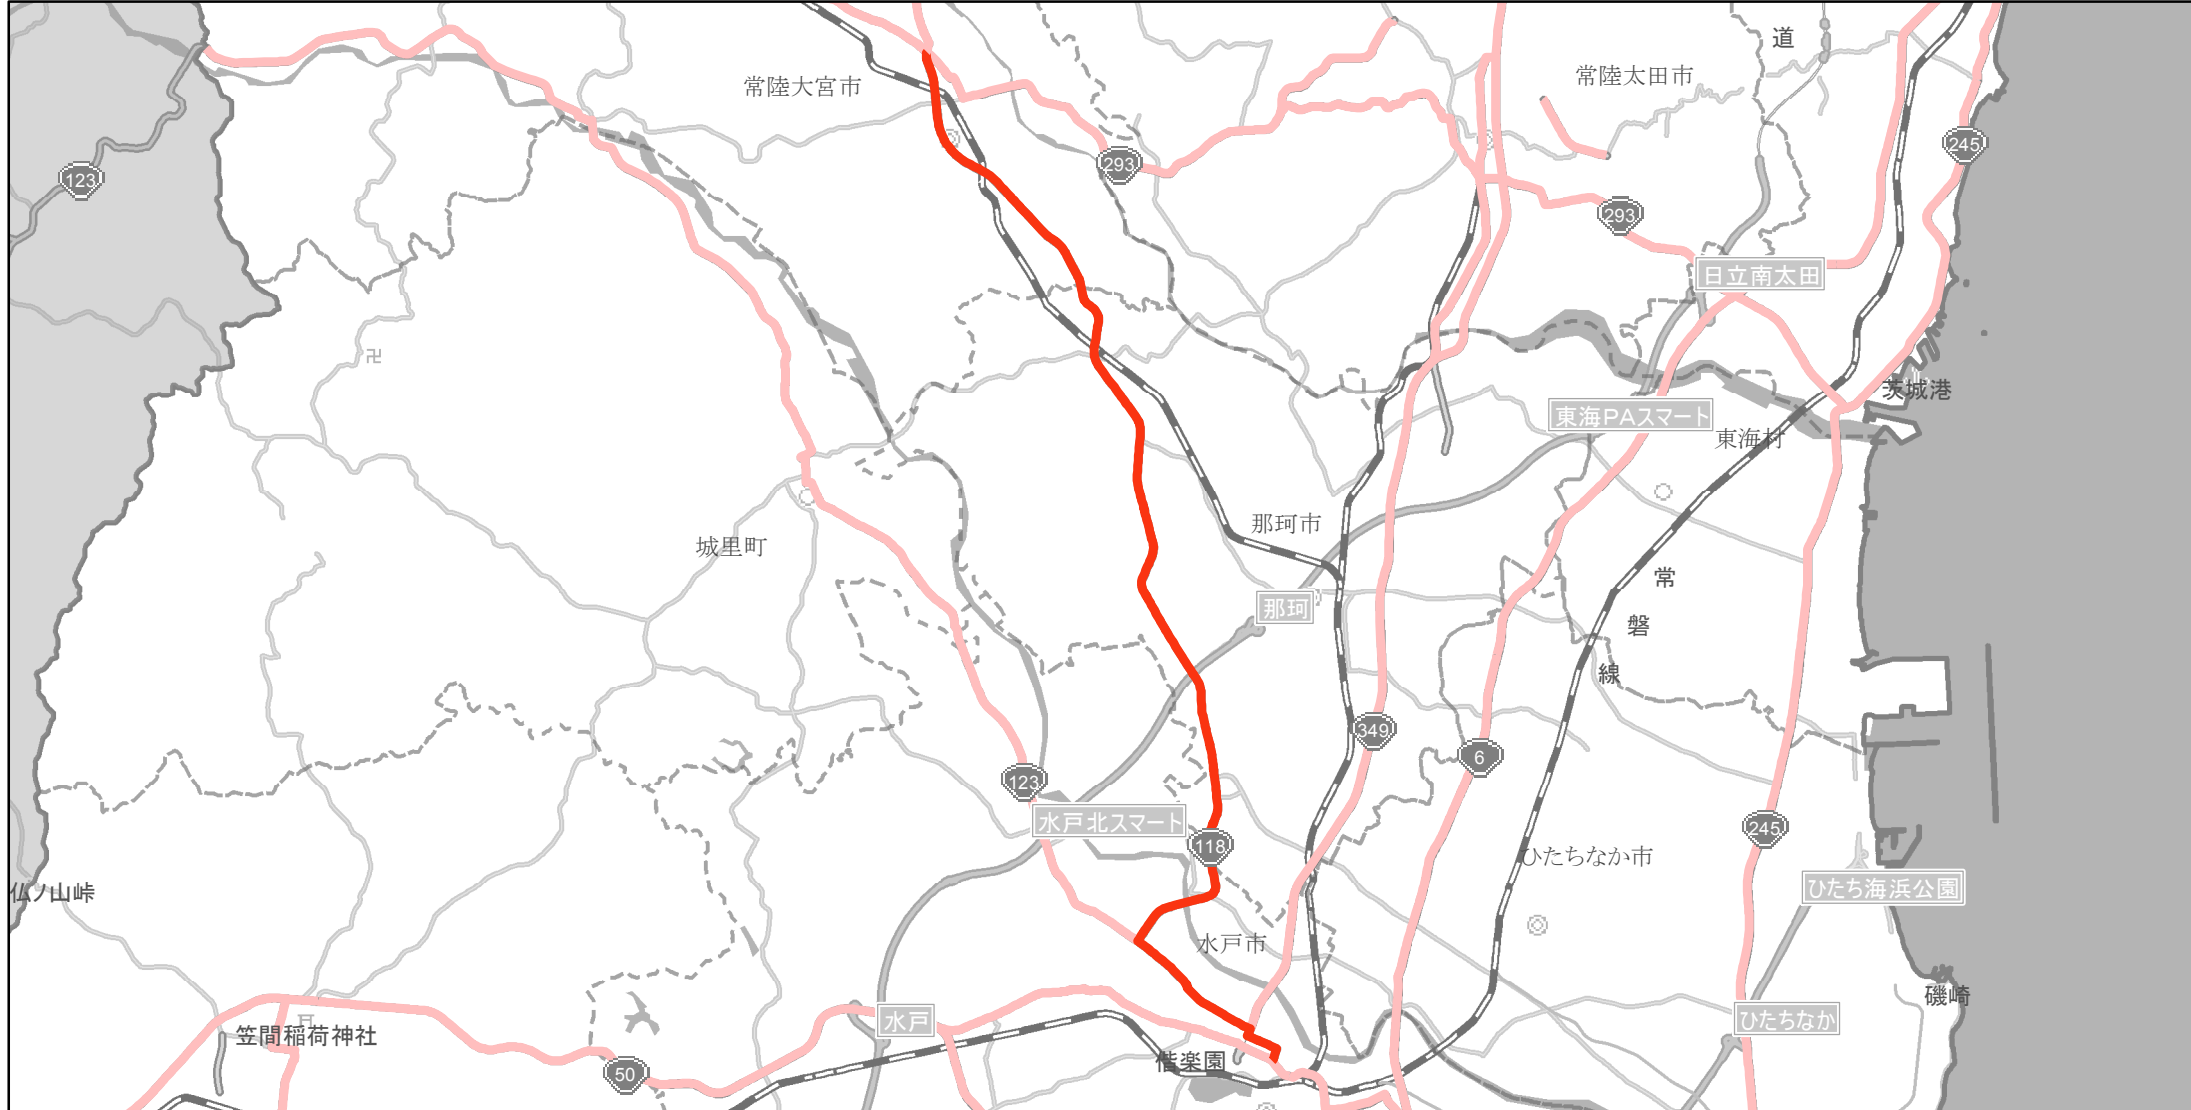 道
常陸大宮市
常陸太田市
245
293
123
293
日立南太田
茨城港
東海PAスマート
東海村
那珂市
城里町
常
磐
線
那珂
349
6
123
水戸北スマート
118
245
ひたちなか市
ひたち海浜公園
仏ノ山峠
水戸市
磯崎
水戸
ひたちなか
笠間稲荷神社
偕楽園
50